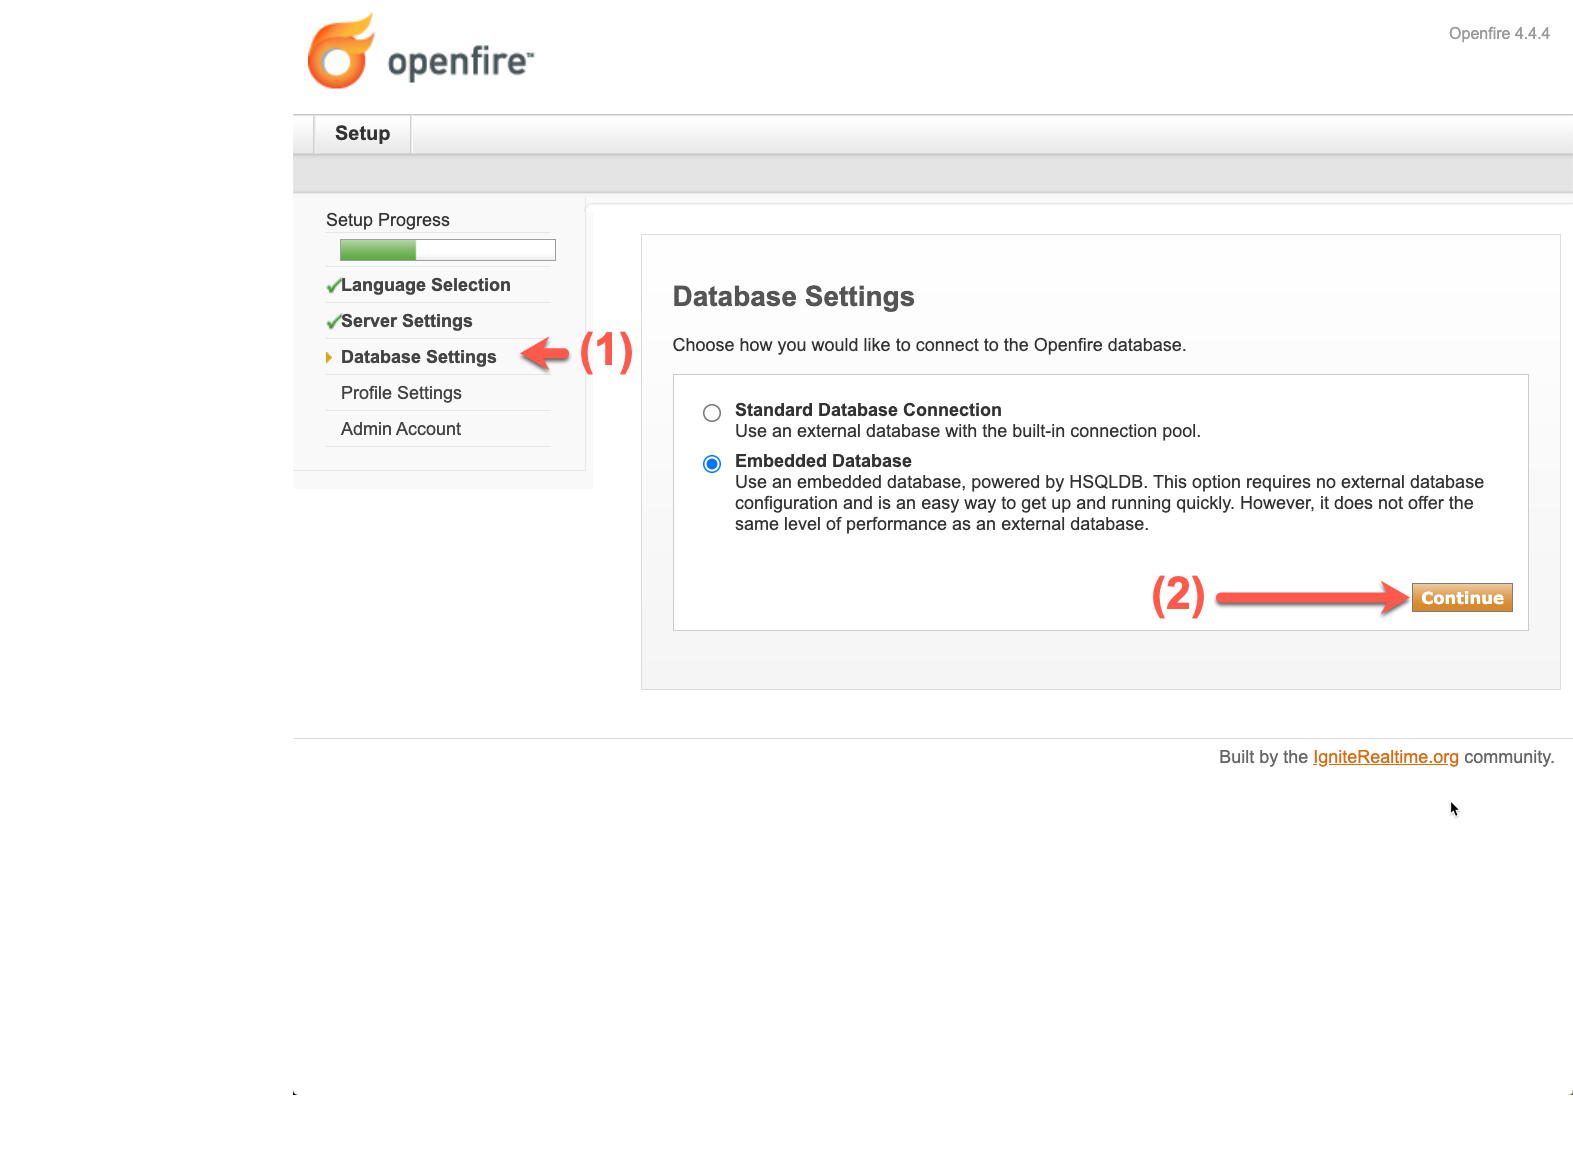 openfire™
Openfire 4.4.4
Setup
Setup Progress
Language Selection
Server Settings
Database Settings
(1)
Profile Settings
Admin Account
Database Settings
Choose how you would like to connect to the Openfire database.
Standard Database Connection
Use an external database with the built-in connection pool.
Embedded Database
Use an embedded database, powered by HSQLDB. This option requires no external database
configuration and is an easy way to get up and running quickly. However, it does not offer the
same level of performance as an external database.
(2)
Continue
Built by the IgniteRealtime.org community.